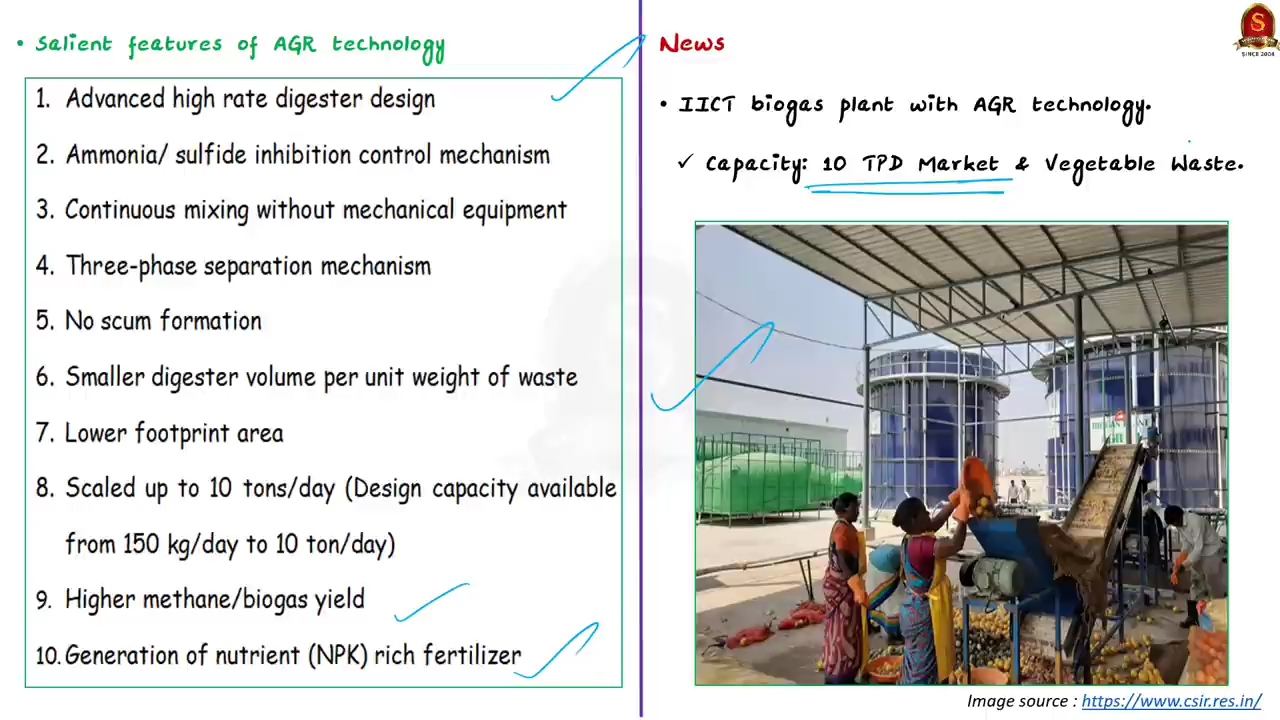 • Salient features of AGR technology
1. Advanced high rate digester design
2. Ammonia/ sulfide inhibition control mechanism
3. Continuous mixing without mechanical equipment
4. Three-phase separation mechanism
5. No scum formation
6. Smaller digester volume per unit weight of waste
7. Lower footprint area
8. Scaled up to 10 tons/day (Design capacity available
from 150 kg/day to 10 ton/day)
9. Higher methane/biogas yield
10. Generation of nutrient (NPK) rich fertilizer
News
• IICT biogas plant with AGR technology.
✓ Capacity: 10 TPD Market & Vegetable Waste.
Image source : https://www.csir.res.in/
S
SINCE 2004